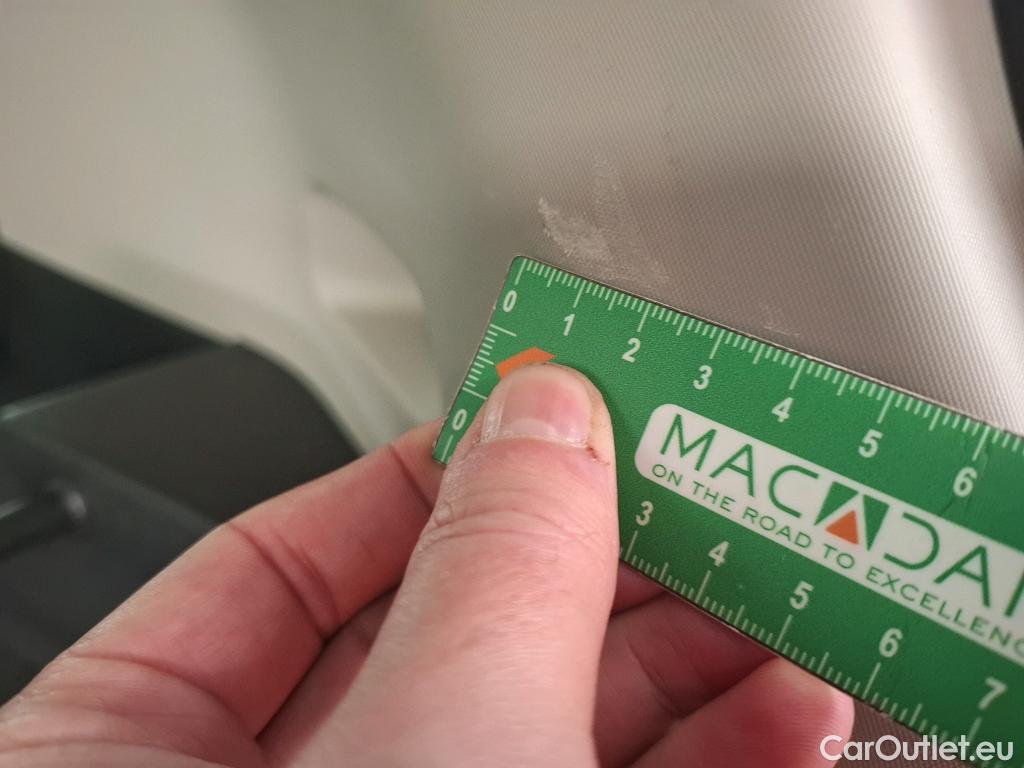 0 1 2 3 4 5 6
MACADAM
ON THE ROAD TO EXCELLENC
0 3 4 5 6 7
CarOutlet.eu